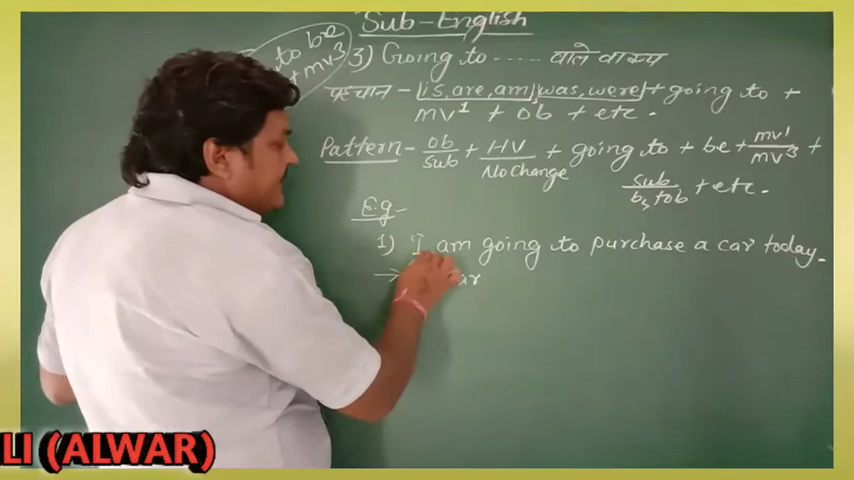 Sub-English
to be
+ mv3
3) Going to ..... वाले वाक्य
पहचान - is, are, am, was, were + going to +
mv1 + ob + etc.
Pattern - ob/sub + HV/No change + going to + be + mv1/mv3 +
sub/by ob + etc.
E.g -
1) I am going to purchase a car today.
→ ar
LI (ALWAR)